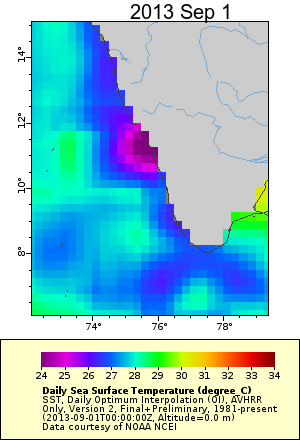 2013 Sep 1
14°
12°
10°
8°
74° 76° 78°
24 25 26 27 28 29 30 31 32 33 34
Daily Sea Surface Temperature (degree_C)
SST, Daily Optimum Interpolation (OI), AVHRR
Only, Version 2, Final+Preliminary, 1981-present
(2013-09-01T00:00:00Z, Altitude=0.0 m)
Data courtesy of NOAA NCEI